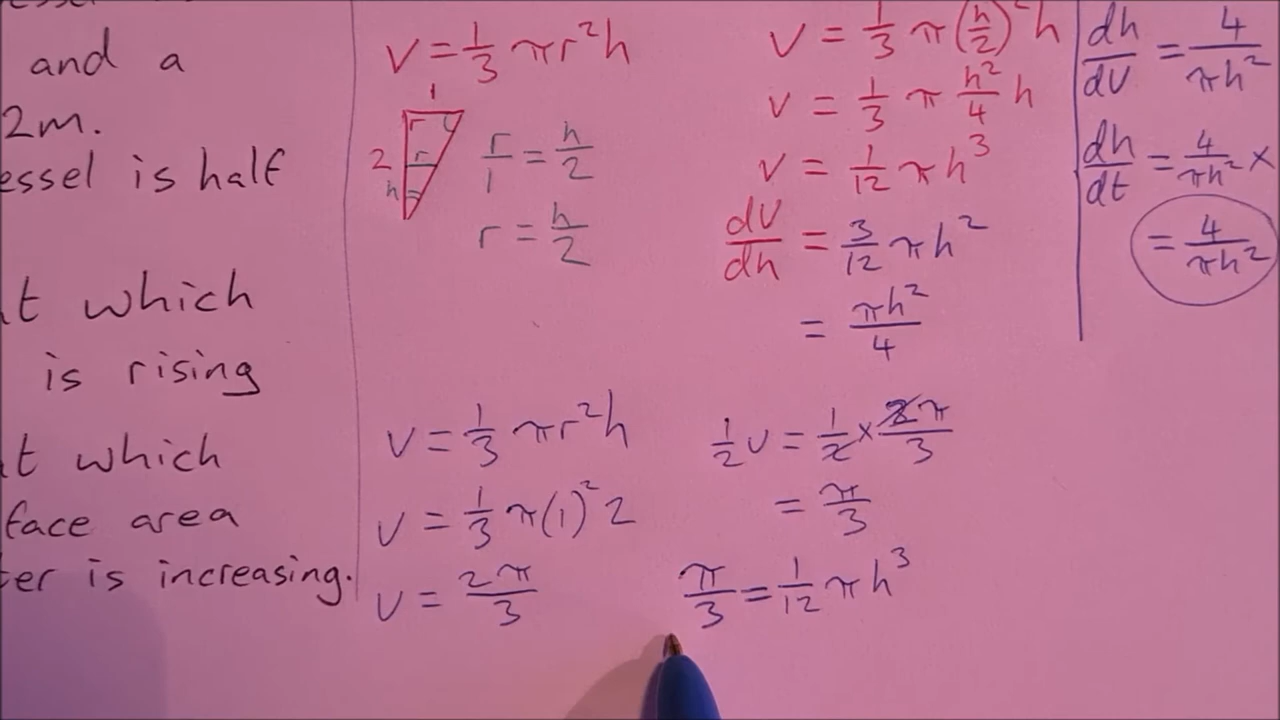 and a
2m.
essel is half
t which
is rising
t which
face area
er is increasing.
V = 1/3 πr²h
1
2
r
r
h
r/1 = h/2
r = h/2
V = 1/3 πr²h
V = 1/3 π(1)² 2
V = 2π/3
V = 1/3 π(h/2)² h
V = 1/3 π h²/4 h
V = 1/12 πh³
dV/dh = 3/12 πh²
= πh²/4
1/2 V = 1/2 × 2π/3
= π/3
π/3 = 1/12 πh³
dh/dV = 4/πh²
dh/dt = 4/πh² ×
= 4/πh²